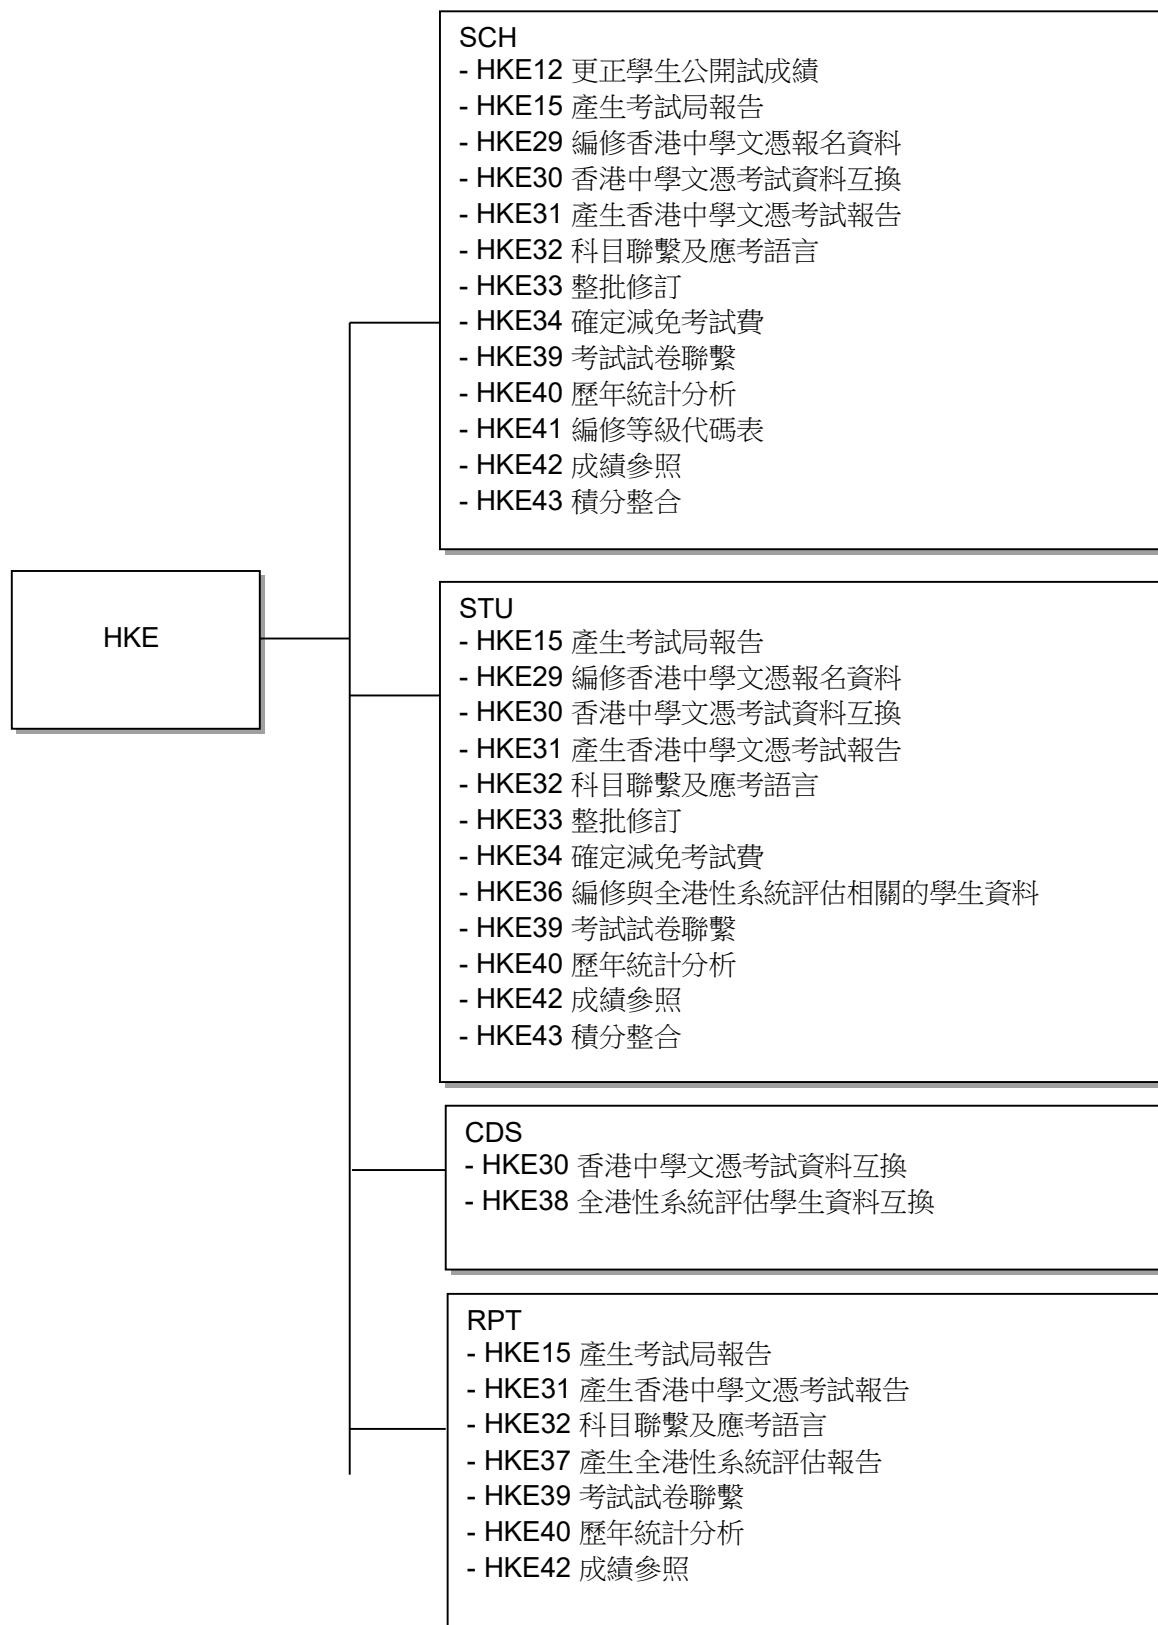 SCH
- HKE12 更正學生公開試成績
- HKE15 產生考試局報告
- HKE29 編修香港中學文憑報名資料
- HKE30 香港中學文憑考試資料互換
- HKE31 產生香港中學文憑考試報告
- HKE32 科目聯繫及應考語言
- HKE33 整批修訂
- HKE34 確定減免考試費
- HKE39 考試試卷聯繫
- HKE40 歷年統計分析
- HKE41 編修等級代碼表
- HKE42 成績參照
- HKE43 積分整合
HKE
STU
- HKE15 產生考試局報告
- HKE29 編修香港中學文憑報名資料
- HKE30 香港中學文憑考試資料互換
- HKE31 產生香港中學文憑考試報告
- HKE32 科目聯繫及應考語言
- HKE33 整批修訂
- HKE34 確定減免考試費
- HKE36 編修與全港性系統評估相關的學生資料
- HKE39 考試試卷聯繫
- HKE40 歷年統計分析
- HKE42 成績參照
- HKE43 積分整合
CDS
- HKE30 香港中學文憑考試資料互換
- HKE38 全港性系統評估學生資料互換
RPT
- HKE15 產生考試局報告
- HKE31 產生香港中學文憑考試報告
- HKE32 科目聯繫及應考語言
- HKE37 產生全港性系統評估報告
- HKE39 考試試卷聯繫
- HKE40 歷年統計分析
- HKE42 成績參照